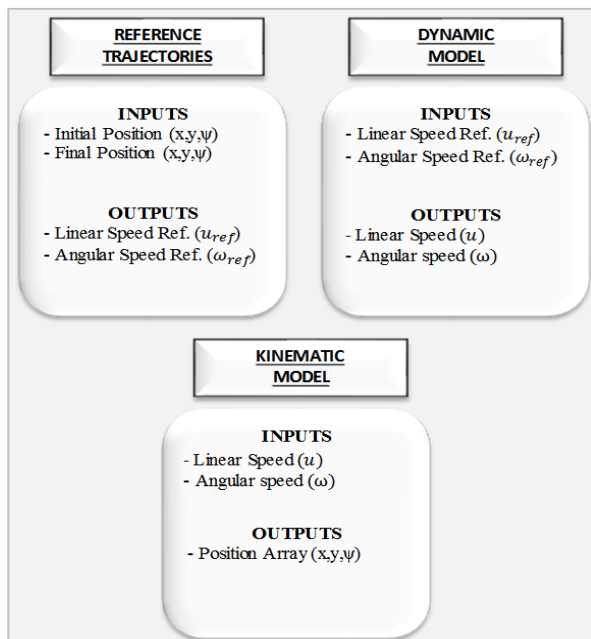 REFERENCE
TRAJECTORIES
INPUTS
- Initial Position (x,y,ψ)
- Final Position (x,y,ψ)
OUTPUTS
- Linear Speed Ref. (u_ref)
- Angular Speed Ref. (ω_ref)
DYNAMIC
MODEL
INPUTS
- Linear Speed Ref. (u_ref)
- Angular Speed Ref. (ω_ref)
OUTPUTS
- Linear Speed (u)
- Angular speed (ω)
KINEMATIC
MODEL
INPUTS
- Linear Speed (u)
- Angular speed (ω)
OUTPUTS
- Position Array (x,y,ψ)